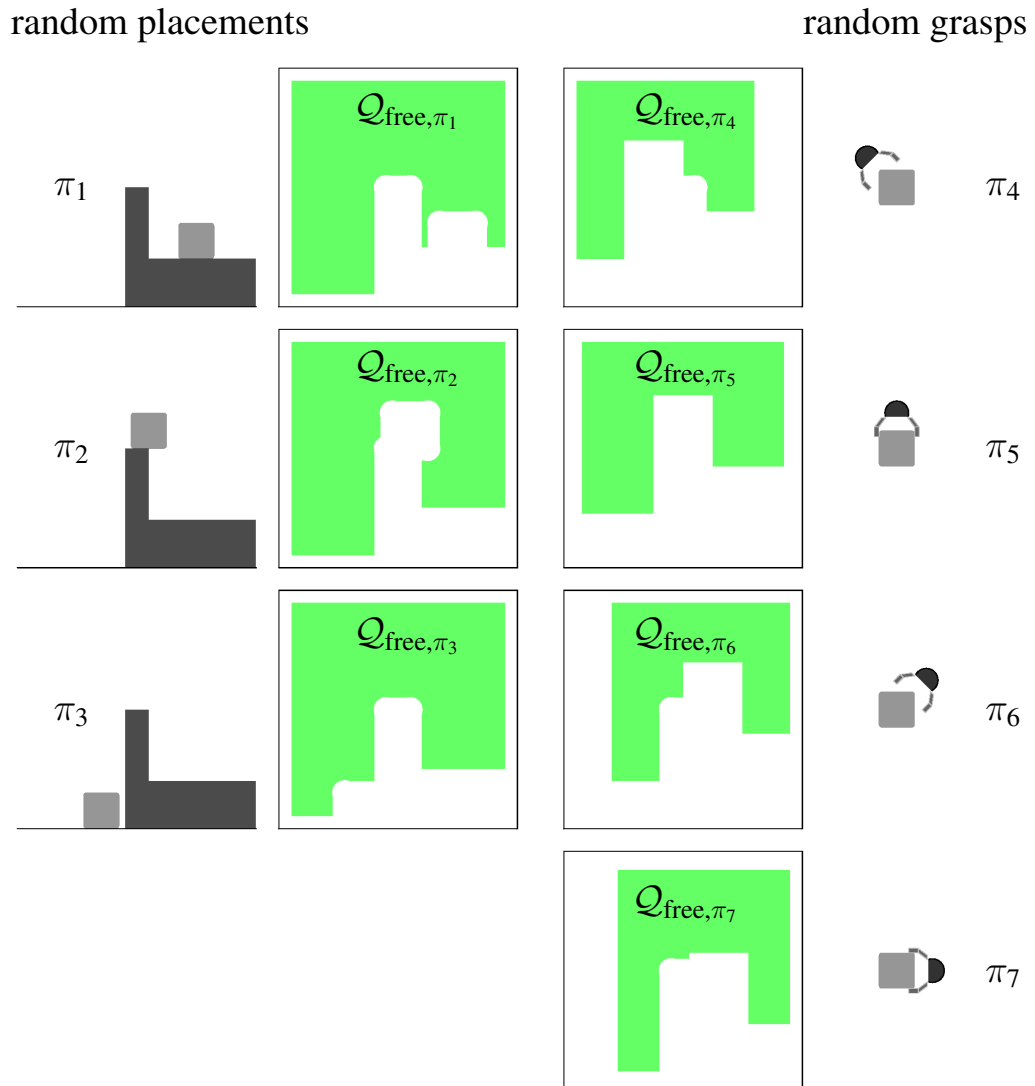 random placements random grasps
π₁ 𝒬free,π₁ 𝒬free,π₄ π₄
π₂ 𝒬free,π₂ 𝒬free,π₅ π₅
π₃ 𝒬free,π₃ 𝒬free,π₆ π₆
𝒬free,π₇ π₇